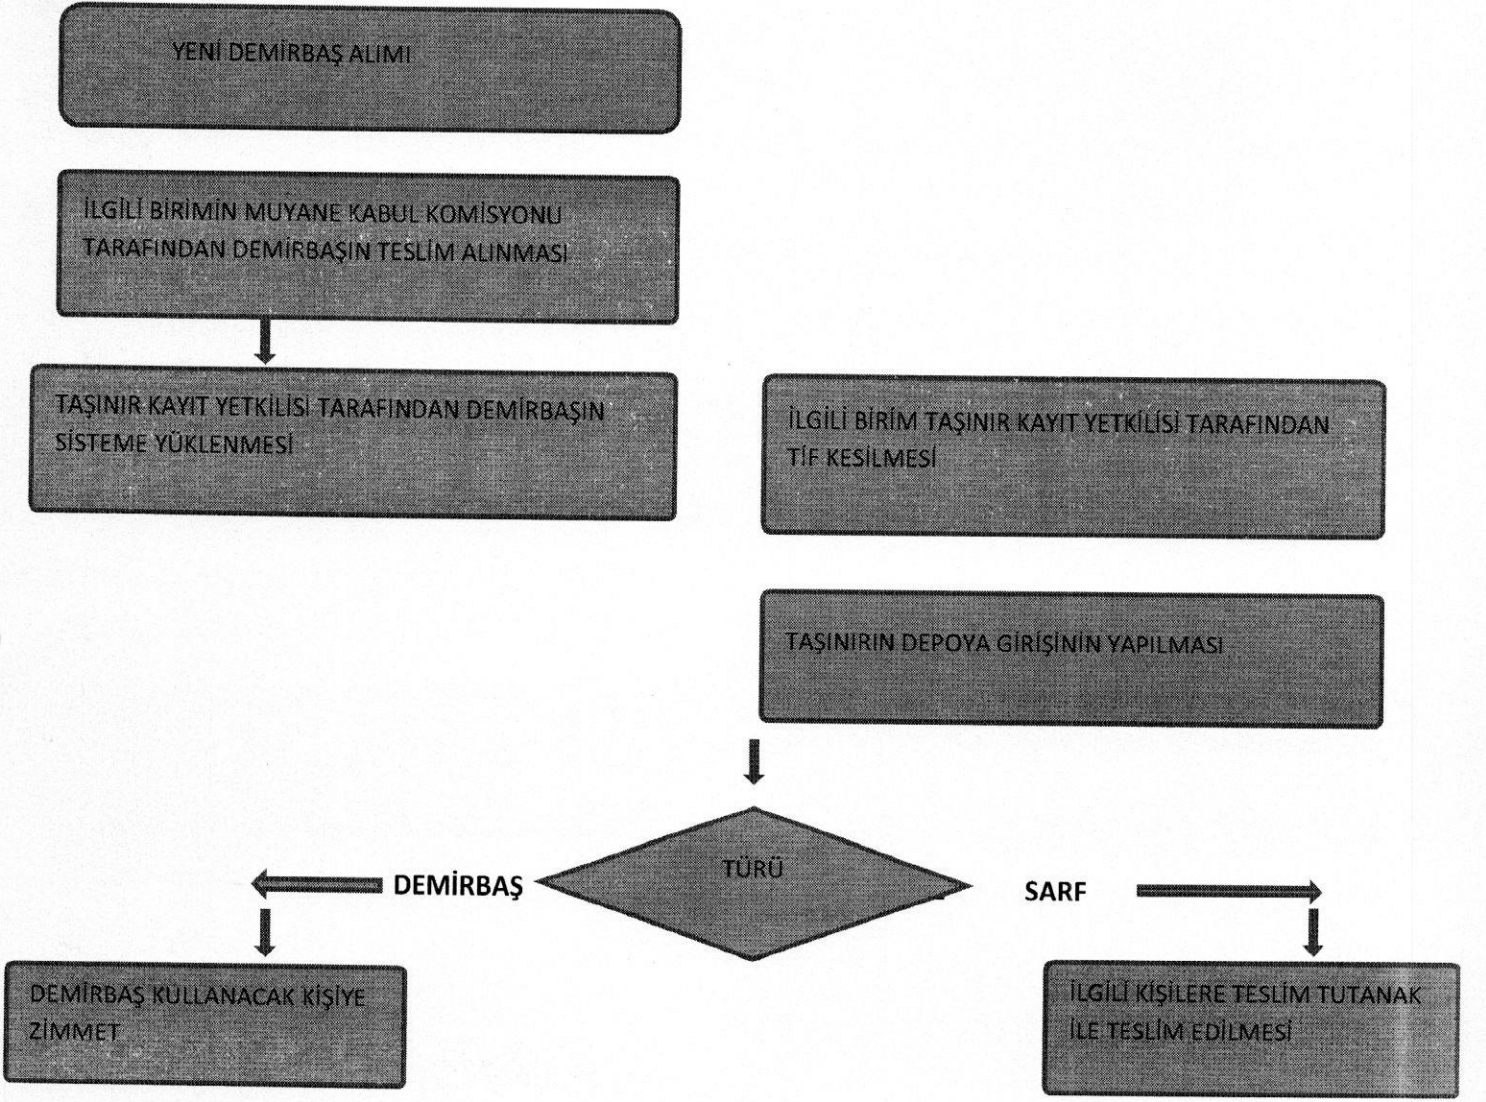 YENİ DEMİRBAŞ ALIMI
İLGİLİ BİRİMİN MUYANE KABUL KOMİSYONU
TARAFINDAN DEMİRBAŞIN TESLİM ALINMASI
TAŞINIR KAYIT YETKİLİSİ TARAFINDAN DEMİRBAŞIN
SİSTEME YÜKLENMESİ
İLGİLİ BİRİM TAŞINIR KAYIT YETKİLİSİ TARAFINDAN
TİF KESİLMESİ
TAŞINIRIN DEPOYA GİRİŞİNİN YAPILMASI
TÜRÜ
DEMİRBAŞ
SARF
DEMİRBAŞ KULLANACAK KİŞİYE
ZİMMET
İLGİLİ KİŞİLERE TESLİM TUTANAK
İLE TESLİM EDİLMESİ